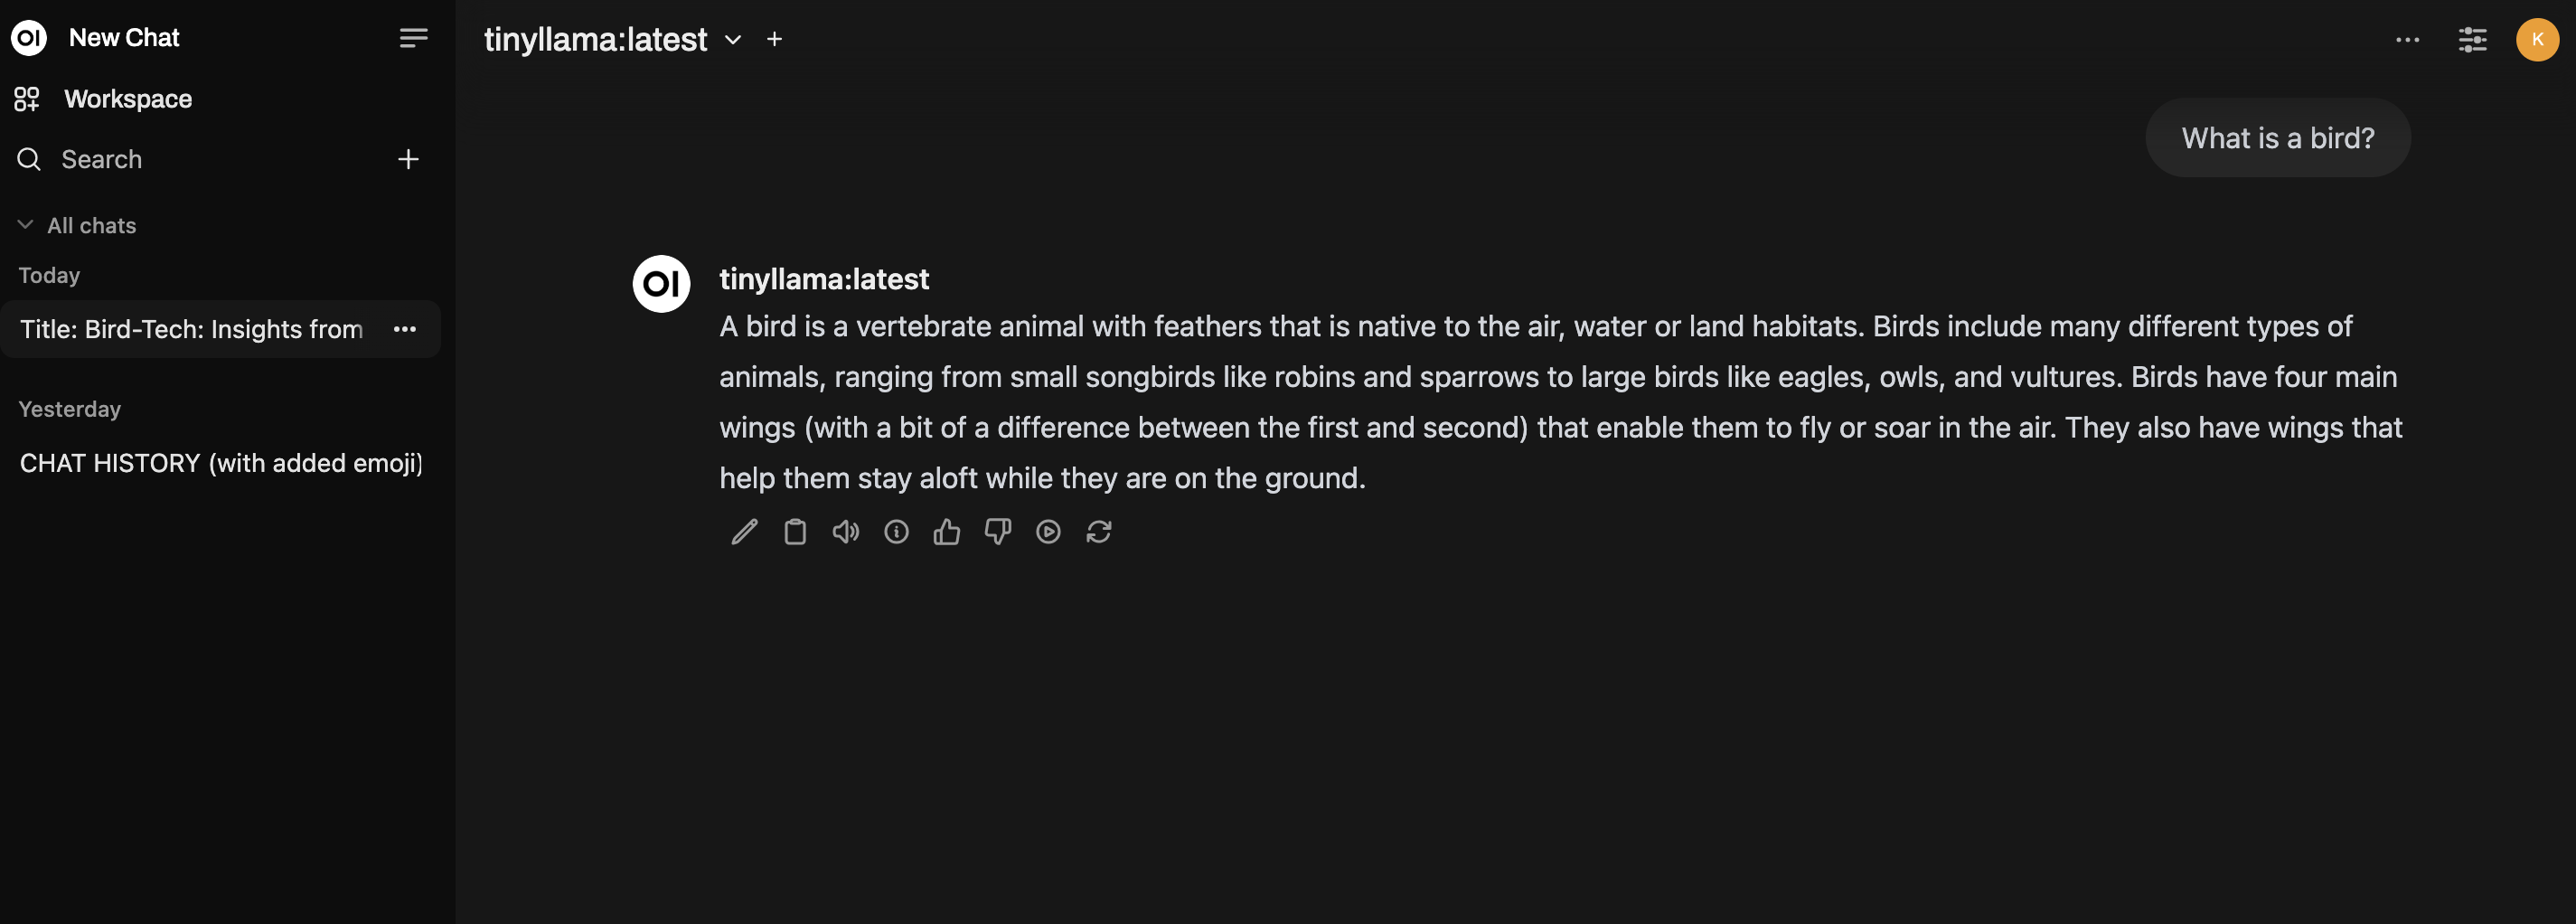 OI New Chat
Workspace
Search
All chats
Today
Title: Bird-Tech: Insights from
Yesterday
CHAT HISTORY (with added emoji)
tinyllama:latest
K
What is a bird?
OI
tinyllama:latest
A bird is a vertebrate animal with feathers that is native to the air, water or land habitats. Birds include many different types of
animals, ranging from small songbirds like robins and sparrows to large birds like eagles, owls, and vultures. Birds have four main
wings (with a bit of a difference between the first and second) that enable them to fly or soar in the air. They also have wings that
help them stay aloft while they are on the ground.